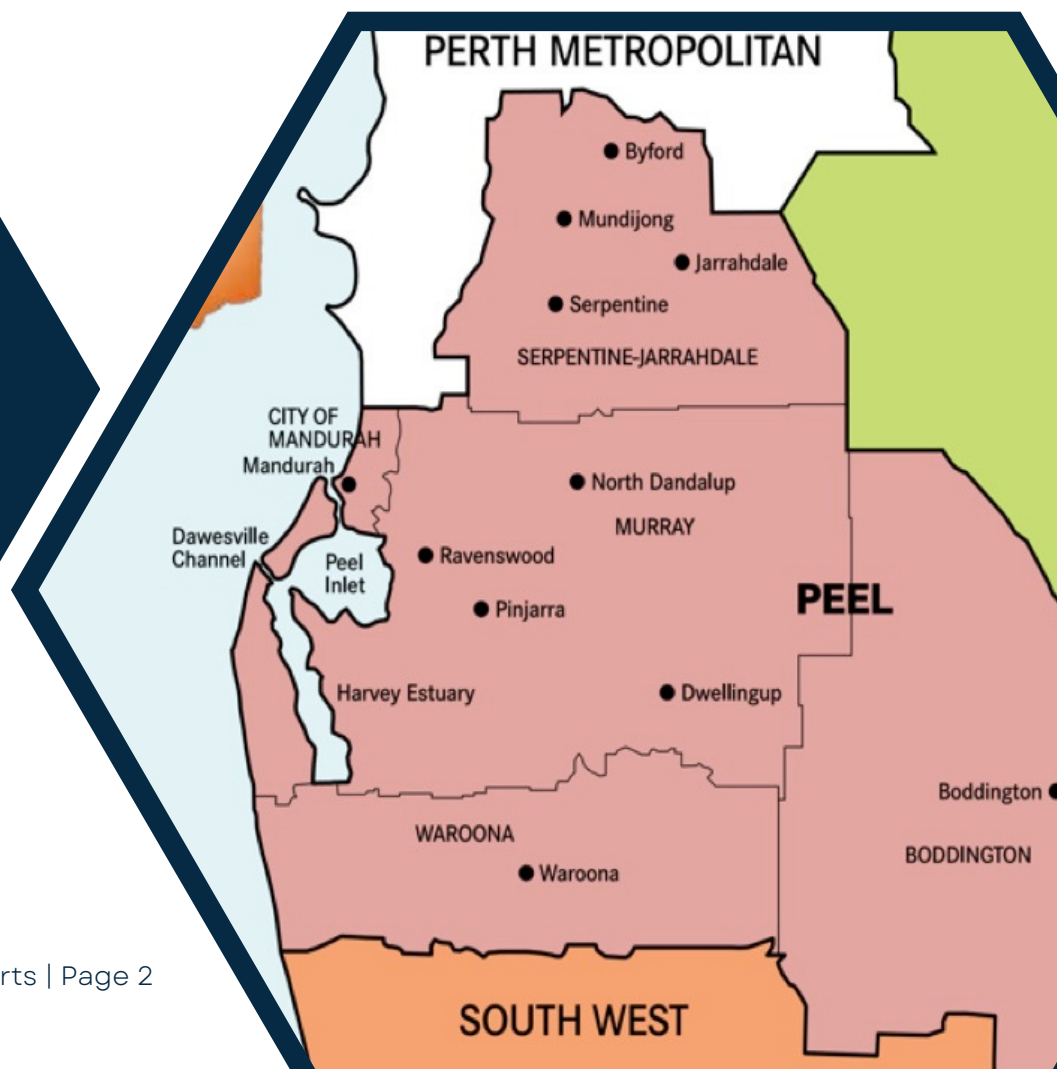 PERTH METROPOLITAN
Byford
Mundijong
Jarrahdale
Serpentine
SERPENTINE-JARRAHDALE
CITY OF
MANDURAH
Mandurah
North Dandalup
MURRAY
Dawesville
Channel
Peel
Inlet
Ravenswood
PEEL
Pinjarra
Harvey Estuary
Dwellingup
Boddington
WAROONA
BODDINGTON
Waroona
rts | Page 2
SOUTH WEST